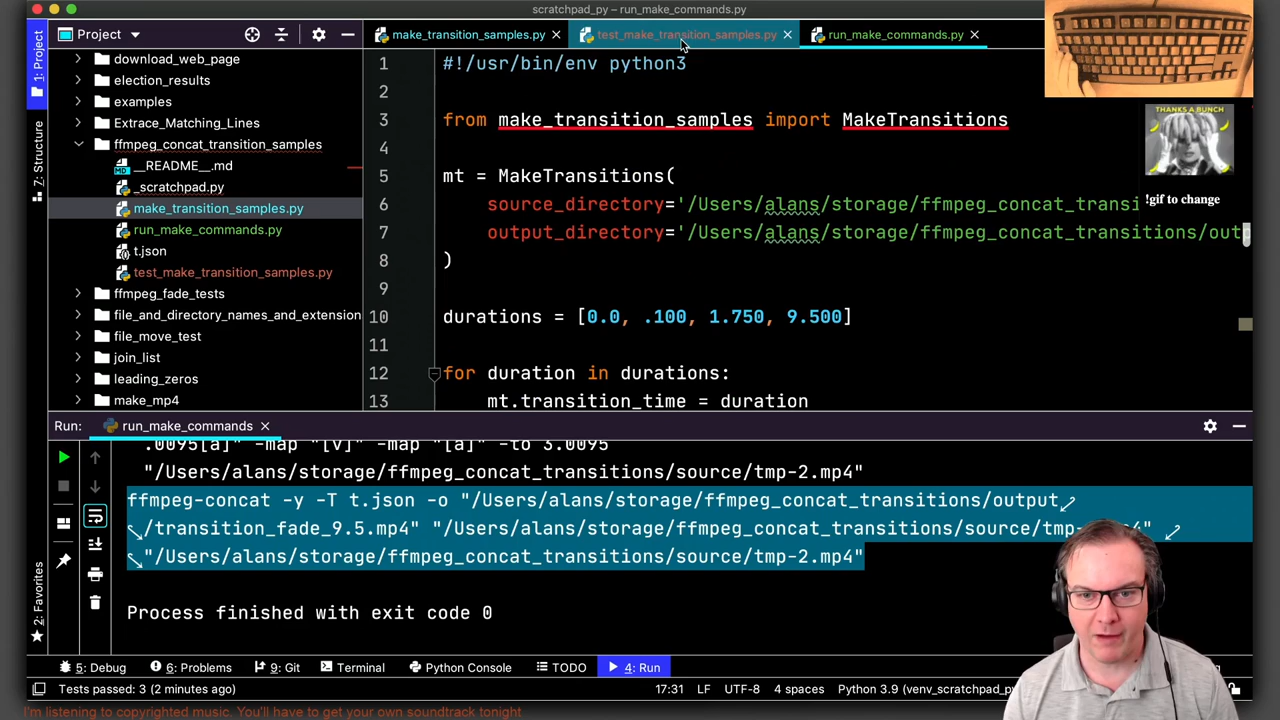 scratchpad_py – run_make_commands.py
Project
make_transition_samples.py
test_make_transition_samples.py
run_make_commands.py
1: Project
7: Structure
2: Favorites
download_web_page
election_results
examples
Extrace_Matching_Lines
ffmpeg_concat_transition_samples
__README__.md
_scratchpad.py
make_transition_samples.py
run_make_commands.py
t.json
test_make_transition_samples.py
ffmpeg_fade_tests
file_and_directory_names_and_extension
file_move_test
join_list
leading_zeros
make_mp4
1 #!/usr/bin/env python3
2
3 from make_transition_samples import MakeTransitions
4
5 mt = MakeTransitions(
6 source_directory='/Users/alans/storage/ffmpeg_concat_transi
7 output_directory='/Users/alans/storage/ffmpeg_concat_transitions/out
8 )
9
10 durations = [0.0, .100, 1.750, 9.500]
11
12 for duration in durations:
13 mt.transition_time = duration
THANKS A BUNCH
!gif to change
Run: run_make_commands
.0095[a]" -map "[v]" -map "[a]" -to 3.0095
"/Users/alans/storage/ffmpeg_concat_transitions/source/tmp-2.mp4"
ffmpeg-concat -y -T t.json -o "/Users/alans/storage/ffmpeg_concat_transitions/output
/transition_fade_9.5.mp4" "/Users/alans/storage/ffmpeg_concat_transitions/source/tmp- mp4"
"/Users/alans/storage/ffmpeg_concat_transitions/source/tmp-2.mp4"
Process finished with exit code 0
5: Debug 6: Problems 9: Git Terminal Python Console TODO 4: Run
Tests passed: 3 (2 minutes ago) 17:31 LF UTF-8 4 spaces Python 3.9 (venv_scratchpad_p
I'm listening to copyrighted music. You'll have to get your own soundtrack tonight